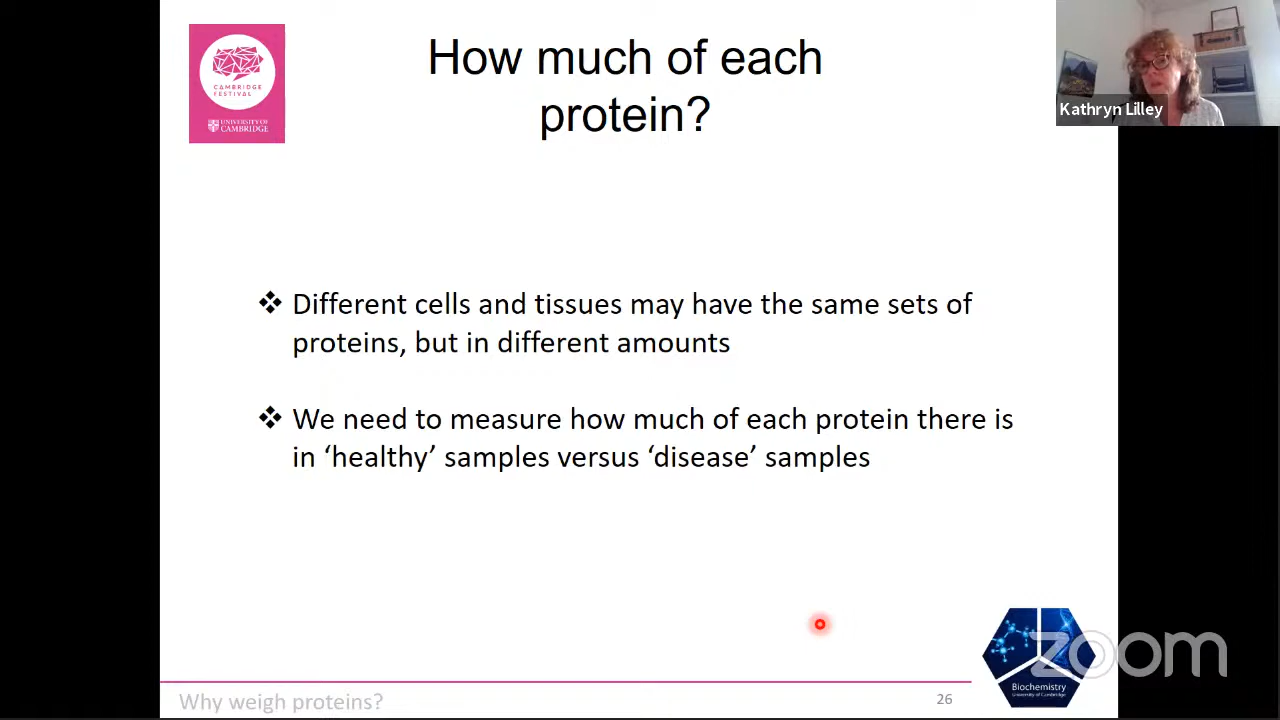 How much of each
protein?
CAMBRIDGE
FESTIVAL
UNIVERSITY OF
CAMBRIDGE
Kathryn Lilley
❖ Different cells and tissues may have the same sets of
proteins, but in different amounts
❖ We need to measure how much of each protein there is
in ‘healthy’ samples versus ‘disease’ samples
Biochemistry
University of Cambridge
zoom
Why weigh proteins?
26